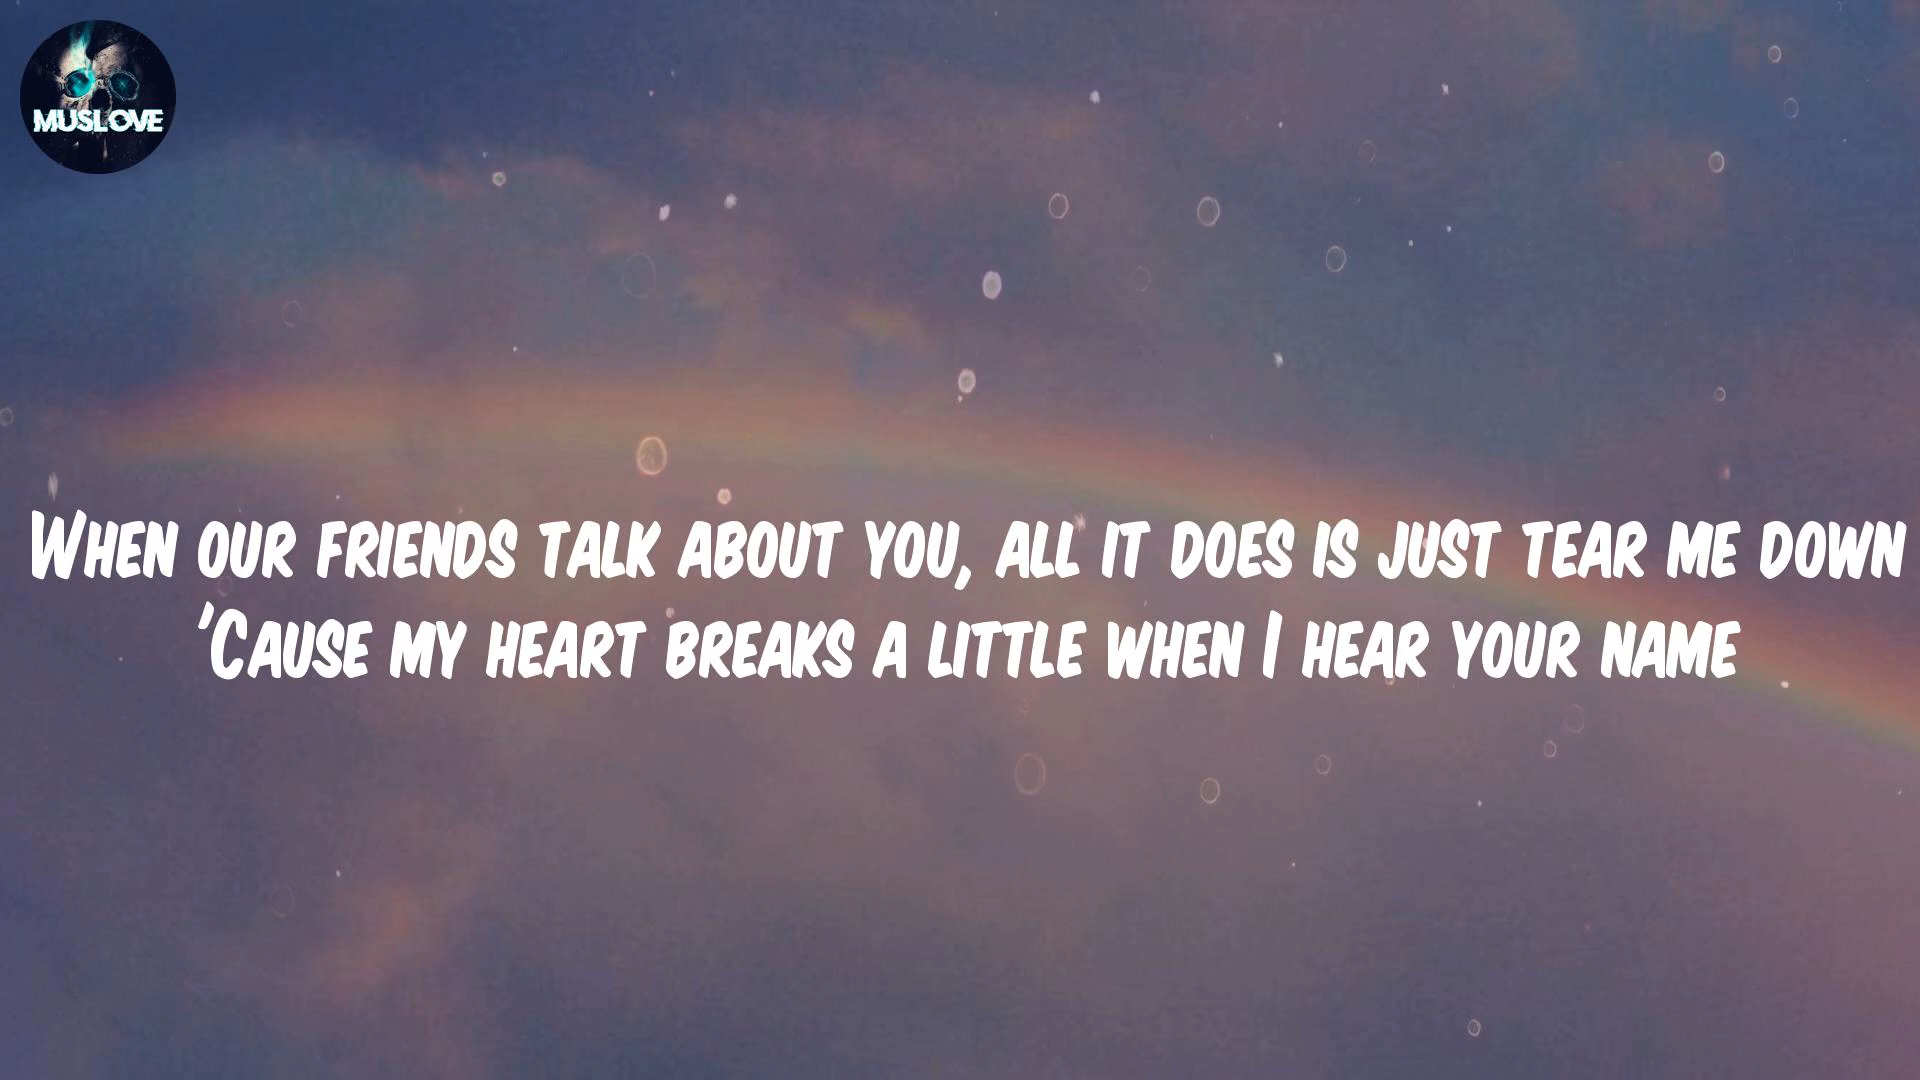 MUSLOVE
When our friends talk about you, all it does is just tear me down
'Cause my heart breaks a little when I hear your name